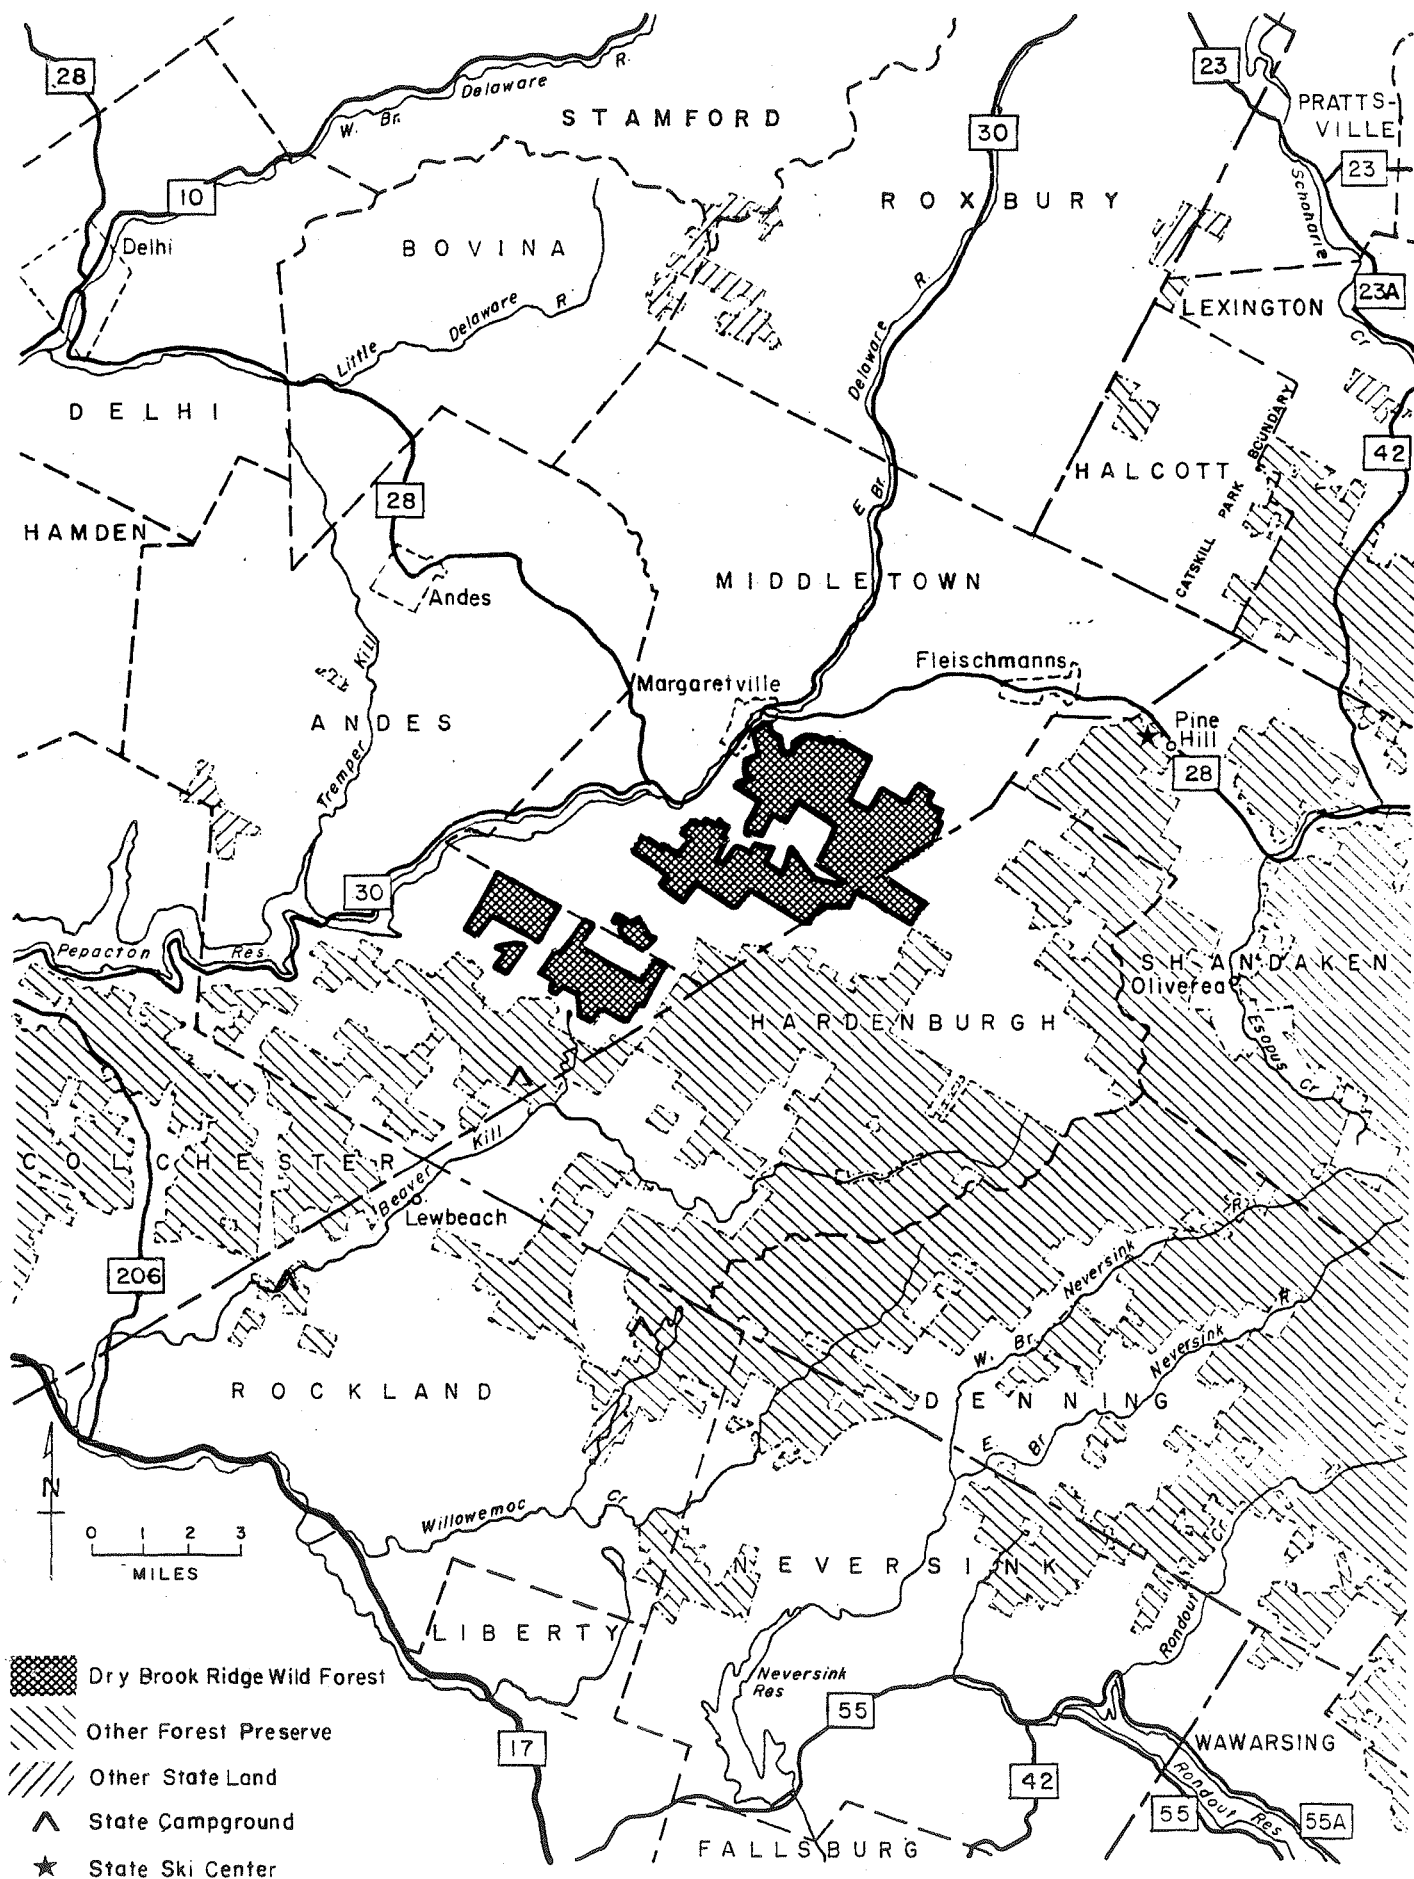 28
Delaware R.
W. Br.
STAMFORD
30
23
PRATTS-
VILLE
23
10
ROXBURY
Schoharie
Delhi
BOVINA
23A
Little Delaware R.
Delaware R.
LEXINGTON
Cr
DELHI
CATSKILL PARK BOUNDARY
42
HALCOTT
28
E Br.
HAMDEN
MIDDLETOWN
Andes
Fleischmanns
Kill
Margaretville
ANDES
Pine
Hill
Tremper
28
30
Pepacton Res
SHANDAKEN
Oliverea
HARDENBURGH
Esopus Cr
Kill
COLCHESTER
Beaver
Lewbeach
R.
206
Neversink
R
W. Br.
Neversink
ROCKLAND
DENNING
E. Br.
N
Willowemoc Cr.
Cr
0 1 2 3
MILES
NEVERSINK
Rondout
LIBERTY
Dry Brook Ridge Wild Forest
Neversink
Res
55
Other Forest Preserve
17
WAWARSING
Other State Land
42
Rondout Res
55
55A
State Campground
FALLSBURG
State Ski Center